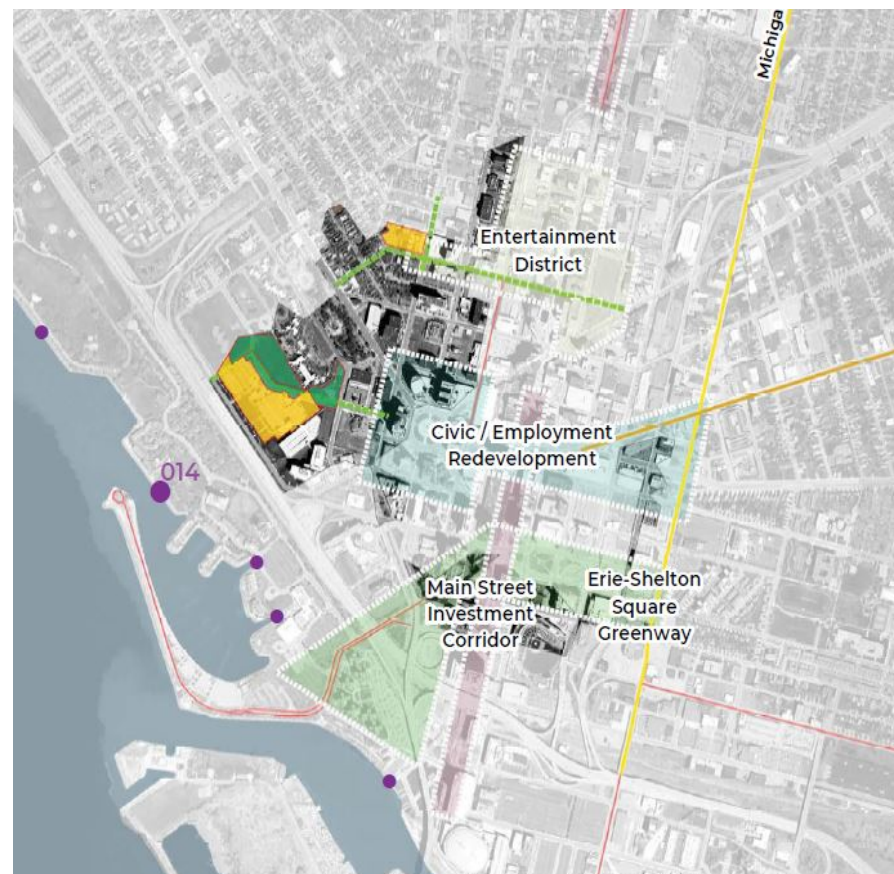 Michiga
Entertainment
District
Civic / Employment
Redevelopment
014
Main Street
Investment
Corridor
Erie-Shelton
Square
Greenway